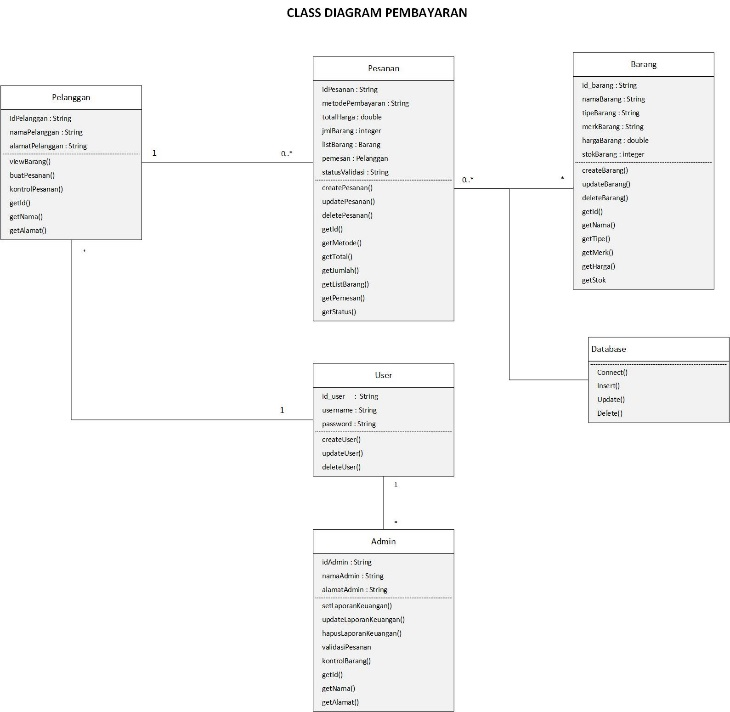 CLASS DIAGRAM PEMBAYARAN
Pelanggan
idPelanggan : String
namaPelanggan : String
alamatPelanggan : String
viewBarang()
buatPesanan()
kontrolPesanan()
getId()
getNama()
getAlamat()
1
0..*
Pesanan
idPesanan : String
metodePembayaran : String
totalHarga : double
jmlBarang : integer
listBarang : Barang
pemesan : Pelanggan
statusValidasi : String
createPesanan()
updatePesanan()
deletePesanan()
getId()
getMetode()
getTotal()
getJumlah()
getListBarang()
getPemesan()
getStatus()
0..*
*
Barang
id_barang : String
namaBarang : String
tipeBarang : String
merkBarang : String
hargaBarang : double
stokBarang : integer
createBarang()
updateBarang()
deleteBarang()
getId()
getNama()
getTipe()
getMerk()
getHarga()
getStok
Database
Connect()
Insert()
Update()
Delete()
*
1
User
id_user : String
username : String
password : String
createUser()
updateUser()
deleteUser()
1
*
Admin
idAdmin : String
namaAdmin : String
alamatAdmin : String
setLaporanKeuangan()
updateLaporanKeuangan()
hapusLaporanKeuangan()
validasiPesanan
kontrolBarang()
getId()
getNama()
getAlamat()